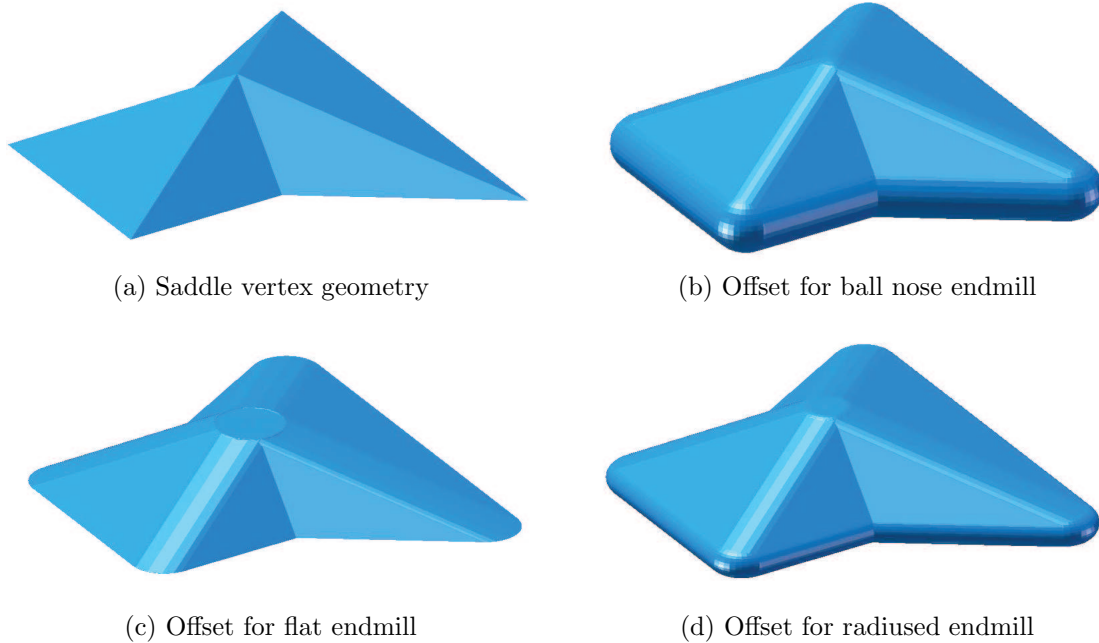 (a) Saddle vertex geometry
(b) Offset for ball nose endmill
(c) Offset for flat endmill
(d) Offset for radiused endmill